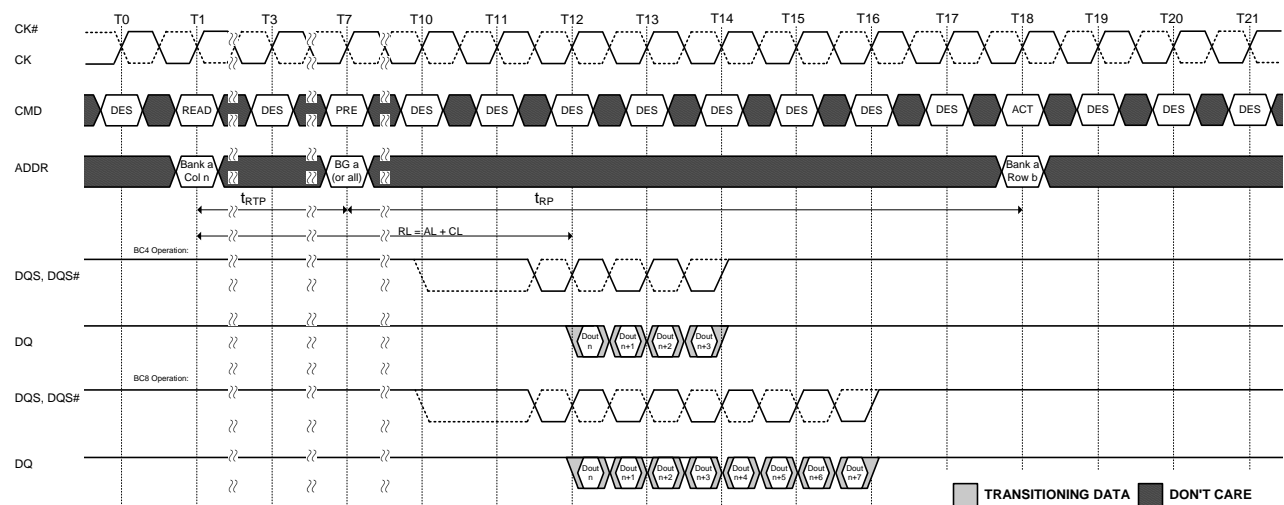 T0 T1 T3 T7 T10 T11 T12 T13 T14 T15 T16 T17 T18 T19 T20 T21
CK#
CK
CMD DES READ DES PRE DES DES DES DES DES DES DES DES ACT DES DES DES
ADDR Bank a BG a Bank a
Col n (or all) Row b
tRTP tRP
RL = AL + CL
BC4 Operation:
DQS, DQS#
DQ Dout Dout Dout Dout
n n+1 n+2 n+3
BC8 Operation:
DQS, DQS#
DQ Dout Dout Dout Dout Dout Dout Dout Dout
n n+1 n+2 n+3 n+4 n+5 n+6 n+7
TRANSITIONING DATA DON'T CARE